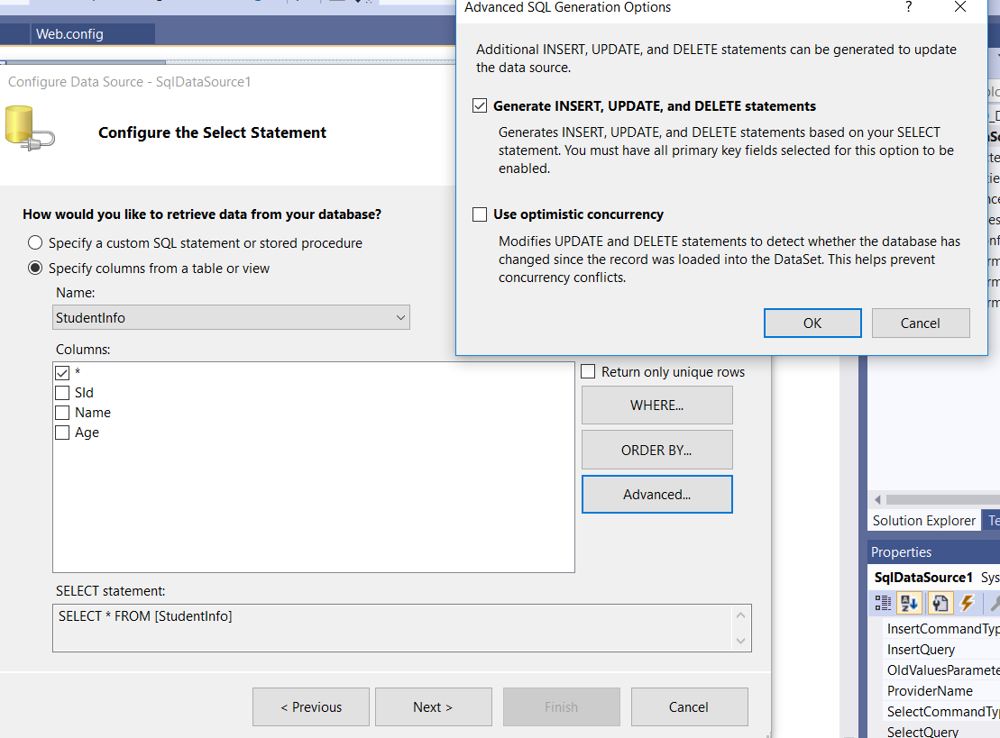 Web.config
Configure Data Source - SqlDataSource1
Configure the Select Statement
How would you like to retrieve data from your database?
Specify a custom SQL statement or stored procedure
Specify columns from a table or view
Name:
StudentInfo
Columns:
*
SId
Name
Age
Return only unique rows
WHERE...
ORDER BY...
Advanced...
SELECT statement:
SELECT * FROM [StudentInfo]
< Previous
Next >
Finish
Cancel
Advanced SQL Generation Options
?
Additional INSERT, UPDATE, and DELETE statements can be generated to update
the data source.
Generate INSERT, UPDATE, and DELETE statements
Generates INSERT, UPDATE, and DELETE statements based on your SELECT
statement. You must have all primary key fields selected for this option to be
enabled.
Use optimistic concurrency
Modifies UPDATE and DELETE statements to detect whether the database has
changed since the record was loaded into the DataSet. This helps prevent
concurrency conflicts.
OK
Cancel
Solution Explorer
Te
Properties
SqlDataSource1 Sys
InsertCommandTyp
InsertQuery
OldValuesParamete
ProviderName
SelectCommandTyp
SelectQuery